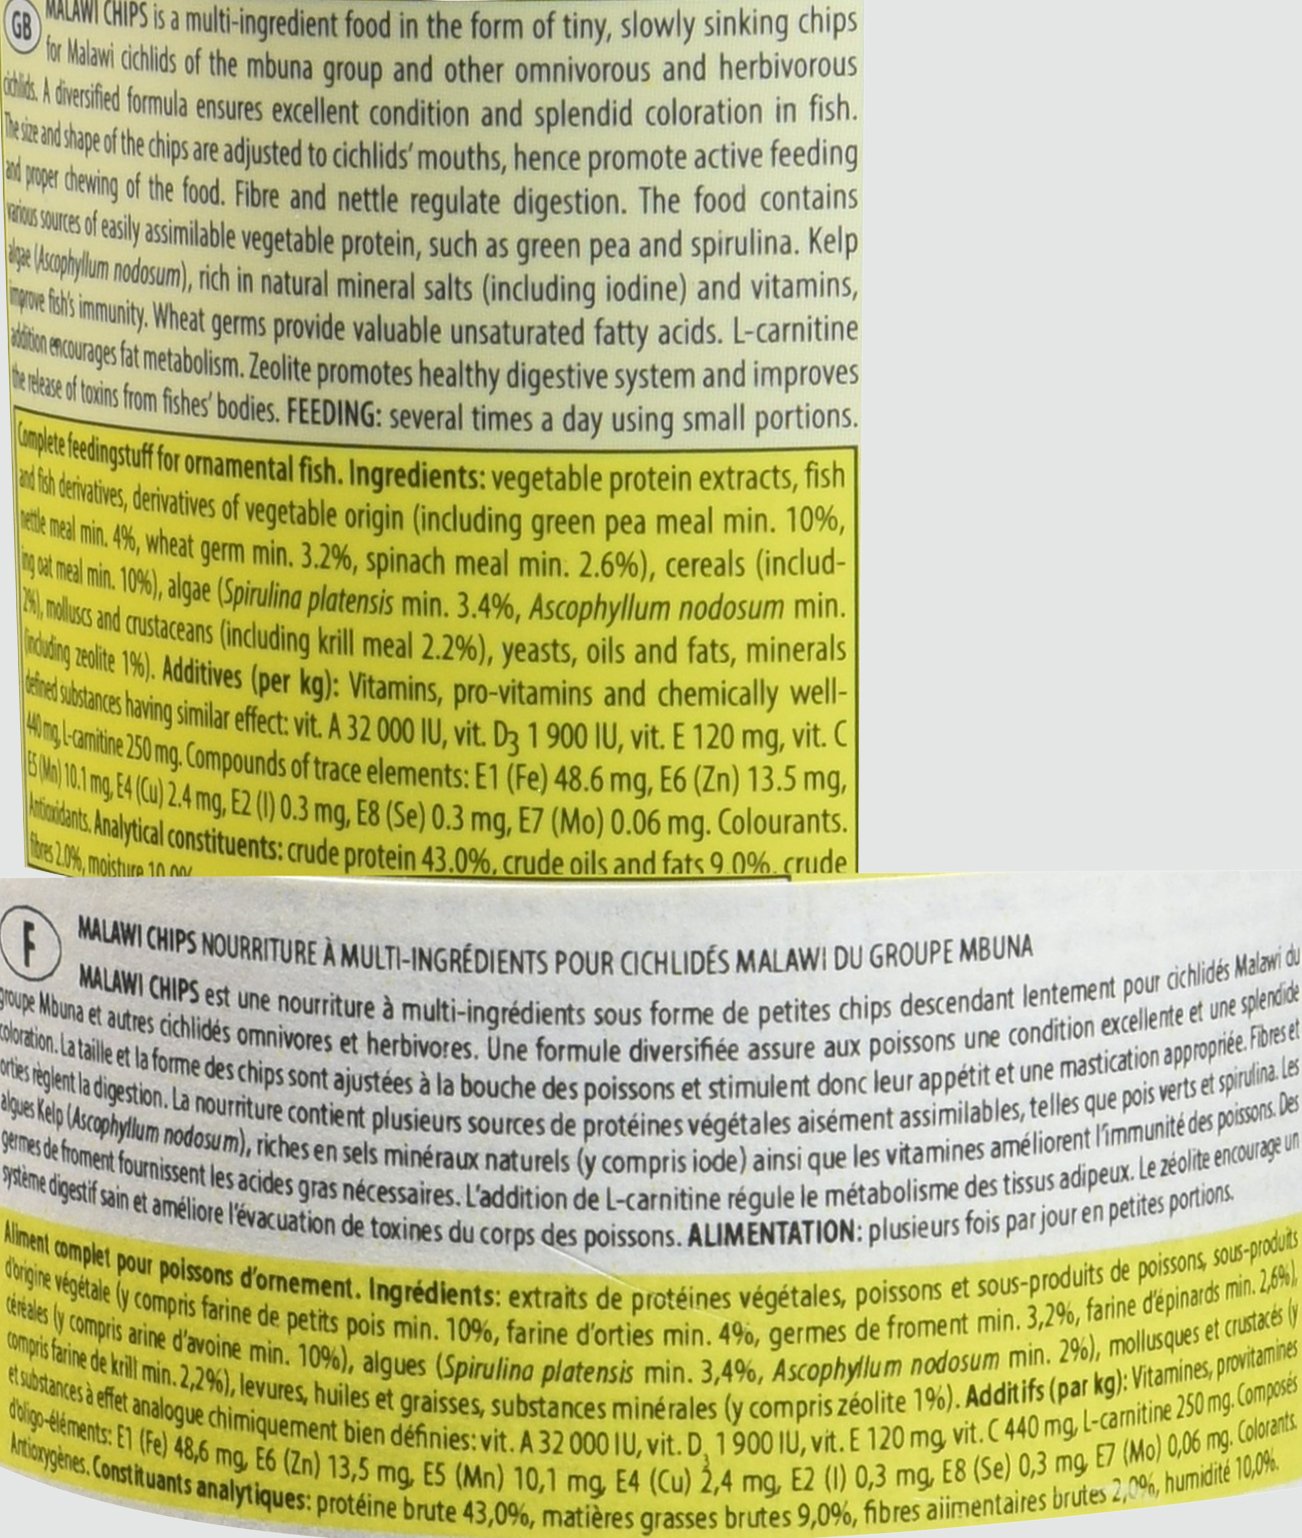 GB MALAWI CHIPS is a multi-ingredient food in the form of tiny, slowly sinking chips
for Malawi cichlids of the mbuna group and other omnivorous and herbivorous
cichlids. A diversified formula ensures excellent condition and splendid coloration in fish.
The size and shape of the chips are adjusted to cichlids' mouths, hence promote active feeding
and proper chewing of the food. Fibre and nettle regulate digestion. The food contains
various sources of easily assimilable vegetable protein, such as green pea and spirulina. Kelp
algae (Ascophyllum nodosum), rich in natural mineral salts (including iodine) and vitamins,
improve fish's immunity. Wheat germs provide valuable unsaturated fatty acids. L-carnitine
addition encourages fat metabolism. Zeolite promotes healthy digestive system and improves
the release of toxins from fishes' bodies. FEEDING: several times a day using small portions.
Complete feedingstuff for ornamental fish. Ingredients: vegetable protein extracts, fish
and fish derivatives, derivatives of vegetable origin (including green pea meal min. 10%,
nettle meal min. 4%, wheat germ min. 3.2%, spinach meal min. 2.6%), cereals (includ-
ing oat meal min. 10%), algae (Spirulina platensis min. 3.4%, Ascophyllum nodosum min.
2%), molluscs and crustaceans (including krill meal 2.2%), yeasts, oils and fats, minerals
(including zeolite 1%). Additives (per kg): Vitamins, pro-vitamins and chemically well-
defined substances having similar effect: vit. A 32 000 IU, vit. D3 1 900 IU, vit. E 120 mg, vit. C
440 mg, L-carnitine 250 mg. Compounds of trace elements: E1 (Fe) 48.6 mg, E6 (Zn) 13.5 mg,
E5 (Mn) 10.1 mg, E4 (Cu) 2.4 mg, E2 (I) 0.3 mg, E8 (Se) 0.3 mg, E7 (Mo) 0.06 mg. Colourants.
Antioxidants. Analytical constituents: crude protein 43.0%, crude oils and fats 9.0%, crude
fibres 2.0%, moisture 10.0%
F MALAWI CHIPS NOURRITURE À MULTI-INGRÉDIENTS POUR CICHLIDÉS MALAWI DU GROUPE MBUNA
MALAWI CHIPS est une nourriture à multi-ingrédients sous forme de petites chips descendant lentement pour cichlidés Malawi du
groupe Mbuna et autres cichlidés omnivores et herbivores. Une formule diversifiée assure aux poissons une condition excellente et une splendide
coloration. La taille et la forme des chips sont ajustées à la bouche des poissons et stimulent donc leur appétit et une mastication appropriée. Fibres et
orties règlent la digestion. La nourriture contient plusieurs sources de protéines végétales aisément assimilables, telles que pois verts et spirulina. Les
algues Kelp (Ascophyllum nodosum), riches en sels minéraux naturels (y compris iode) ainsi que les vitamines améliorent l'immunité des poissons. Des
germes de froment fournissent les acides gras nécessaires. L'addition de L-carnitine régule le métabolisme des tissus adipeux. Le zéolite encourage un
système digestif sain et améliore l'évacuation de toxines du corps des poissons. ALIMENTATION: plusieurs fois par jour en petites portions.
Aliment complet pour poissons d'ornement. Ingrédients: extraits de protéines végétales, poissons et sous-produits de poissons, sous-produits
d'origine végétale (y compris farine de petits pois min. 10%, farine d'orties min. 4%, germes de froment min. 3,2%, farine d'épinards min. 2,6%),
céréales (y compris arine d'avoine min. 10%), algues (Spirulina platensis min. 3,4%, Ascophyllum nodosum min. 2%), mollusques et crustacés (y
compris farine de krill min. 2,2%), levures, huiles et graisses, substances minérales (y compris zéolite 1%). Additifs (par kg): Vitamines, provitamines
et substances à effet analogue chimiquement bien définies: vit. A 32 000 IU, vit. D3 1 900 IU, vit. E 120 mg, vit. C 440 mg, L-carnitine 250 mg. Composés
d'oligo-éléments: E1 (Fe) 48,6 mg, E6 (Zn) 13,5 mg, E5 (Mn) 10,1 mg, E4 (Cu) 2,4 mg, E2 (I) 0,3 mg, E8 (Se) 0,3 mg, E7 (Mo) 0,06 mg. Colorants.
Antioxygènes. Constituants analytiques: protéine brute 43,0%, matières grasses brutes 9,0%, fibres aiimentaires brutes 2,0%, humidité 10,0%.